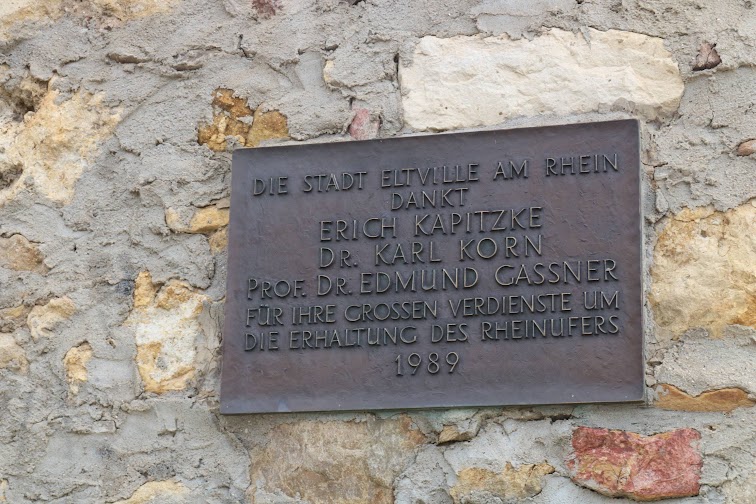 DIE STADT ELTVILLE AM RHEIN
DANKT
ERICH KAPITZKE
DR. KARL KORN
PROF. DR. EDMUND GASSNER
FÜR IHRE GROSSEN VERDIENSTE UM
DIE ERHALTUNG DES RHEINUFERS
1989